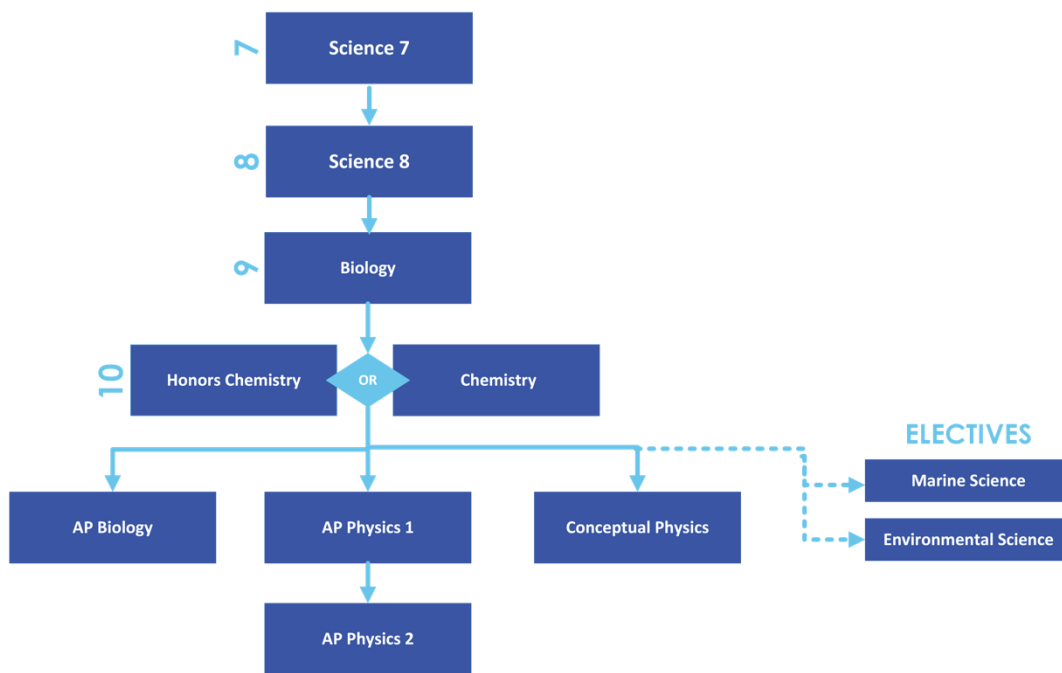 7
Science 7
8
Science 8
9
Biology
10
Honors Chemistry
OR
Chemistry
ELECTIVES
Marine Science
AP Biology
AP Physics 1
Conceptual Physics
Environmental Science
AP Physics 2